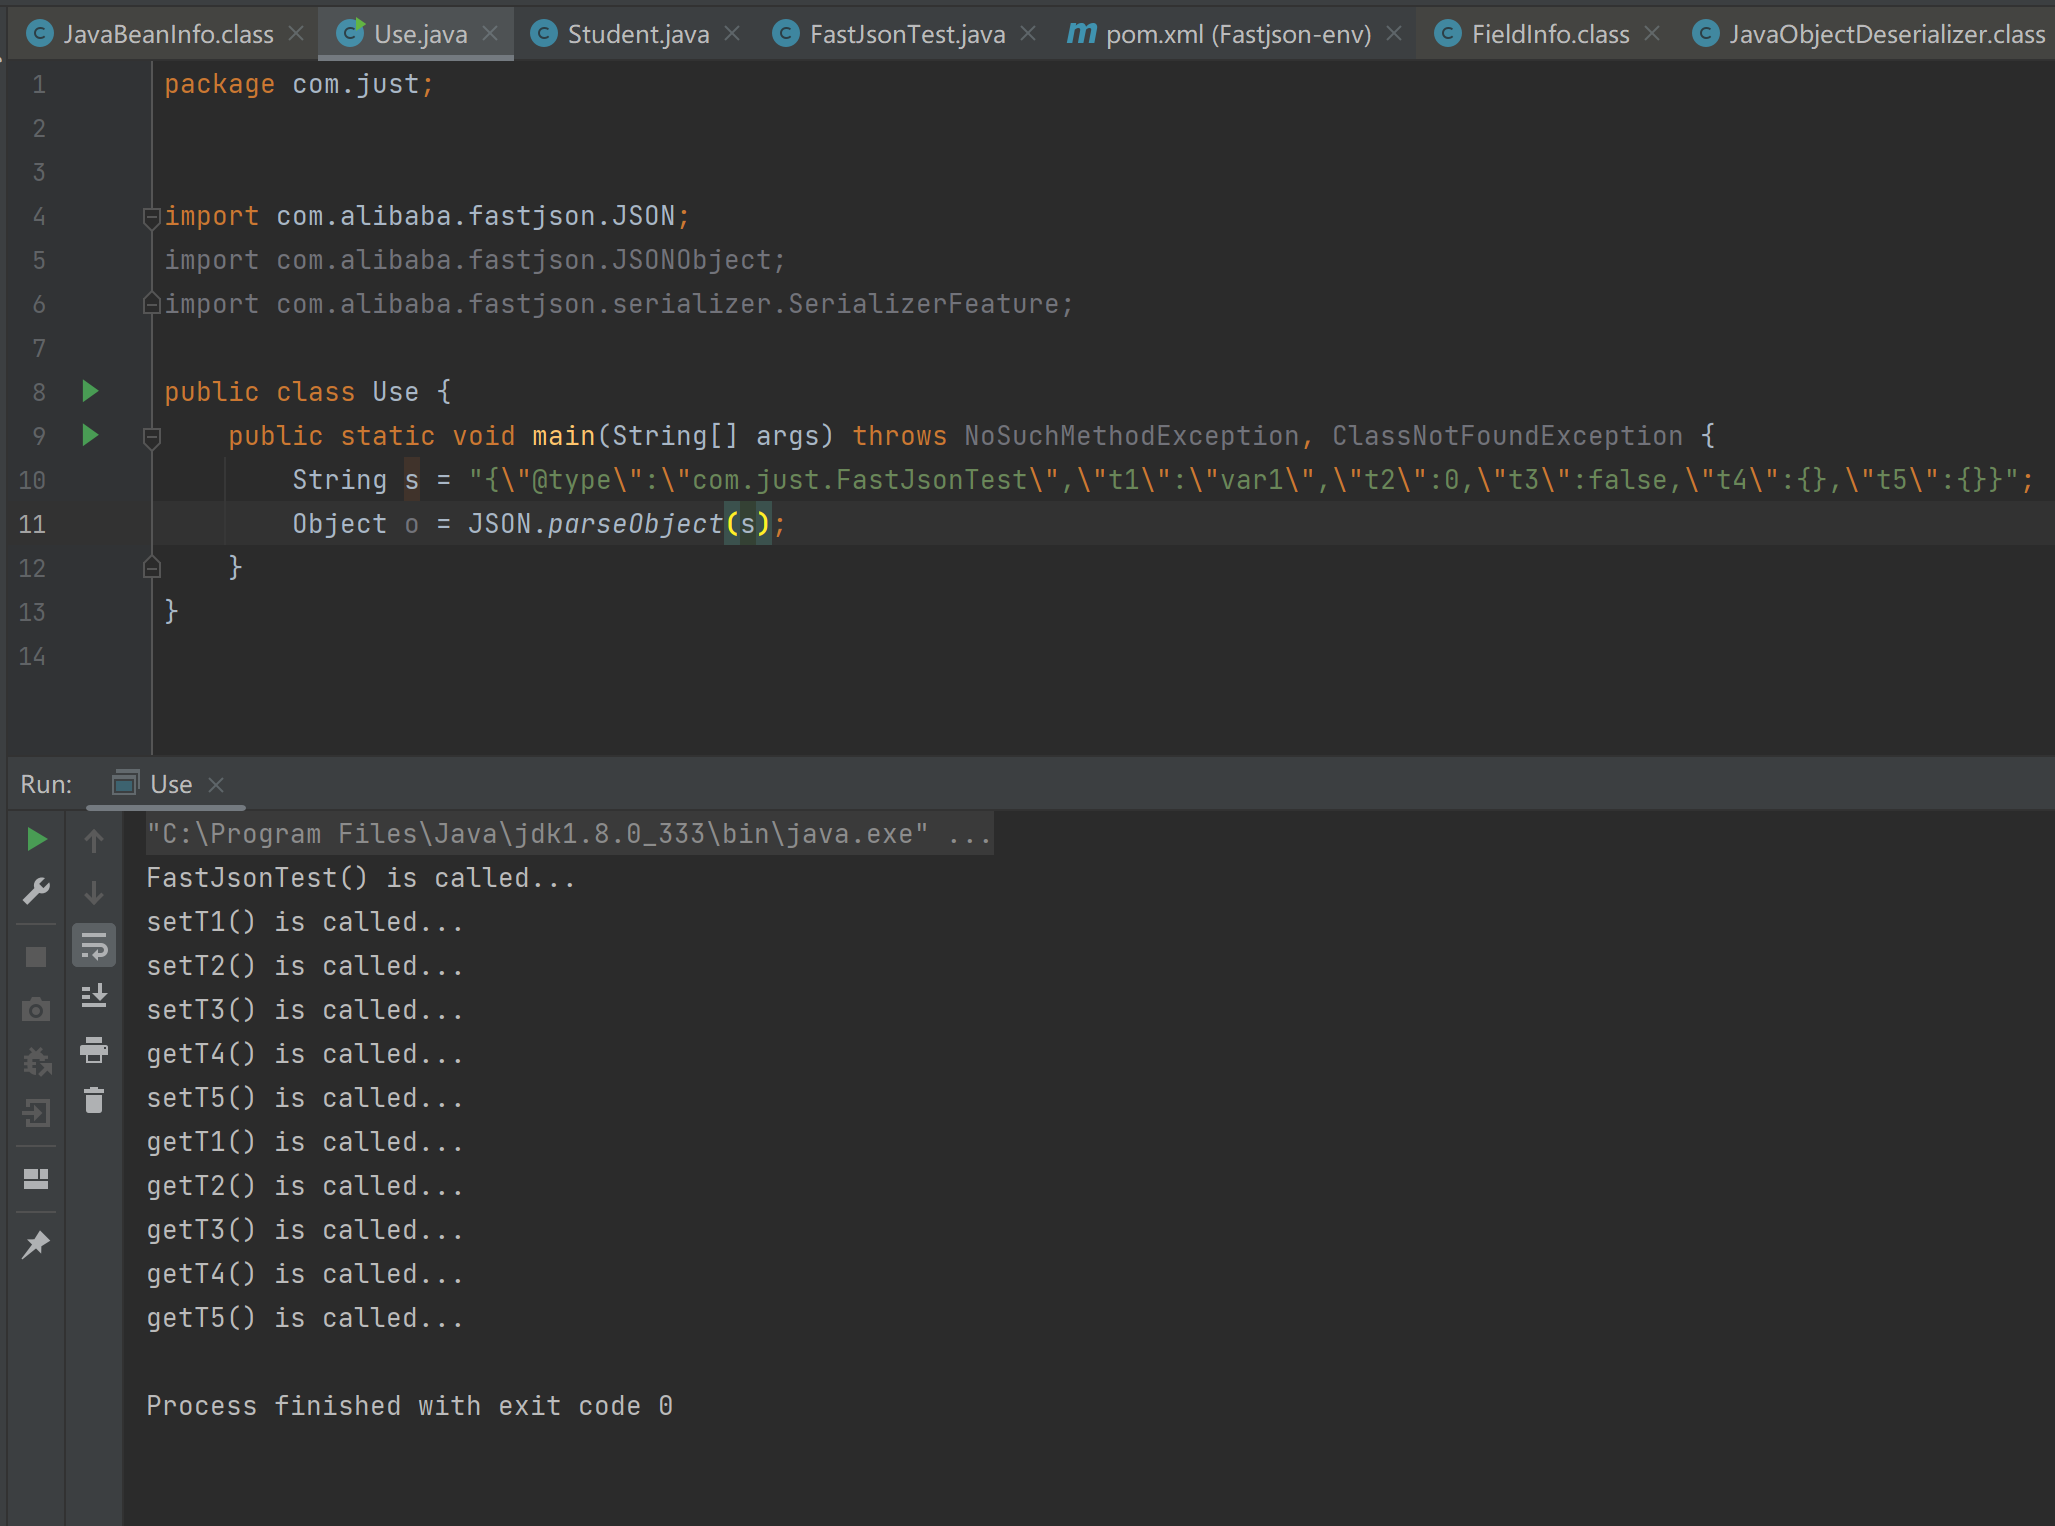 JavaBeanInfo.class Use.java Student.java FastJsonTest.java pom.xml (Fastjson-env) FieldInfo.class JavaObjectDeserializer.class
1 package com.just;
2
3
4 import com.alibaba.fastjson.JSON;
5 import com.alibaba.fastjson.JSONObject;
6 import com.alibaba.fastjson.serializer.SerializerFeature;
7
8 public class Use {
9 public static void main(String[] args) throws NoSuchMethodException, ClassNotFoundException {
10 String s = "{\"@type\":\"com.just.FastJsonTest\",\"t1\":\"var1\",\"t2\":0,\"t3\":false,\"t4\":{},\"t5\":{}}";
11 Object o = JSON.parseObject(s);
12 }
13 }
14
Run: Use
"C:\Program Files\Java\jdk1.8.0_333\bin\java.exe" ...
FastJsonTest() is called...
setT1() is called...
setT2() is called...
setT3() is called...
getT4() is called...
setT5() is called...
getT1() is called...
getT2() is called...
getT3() is called...
getT4() is called...
getT5() is called...
Process finished with exit code 0